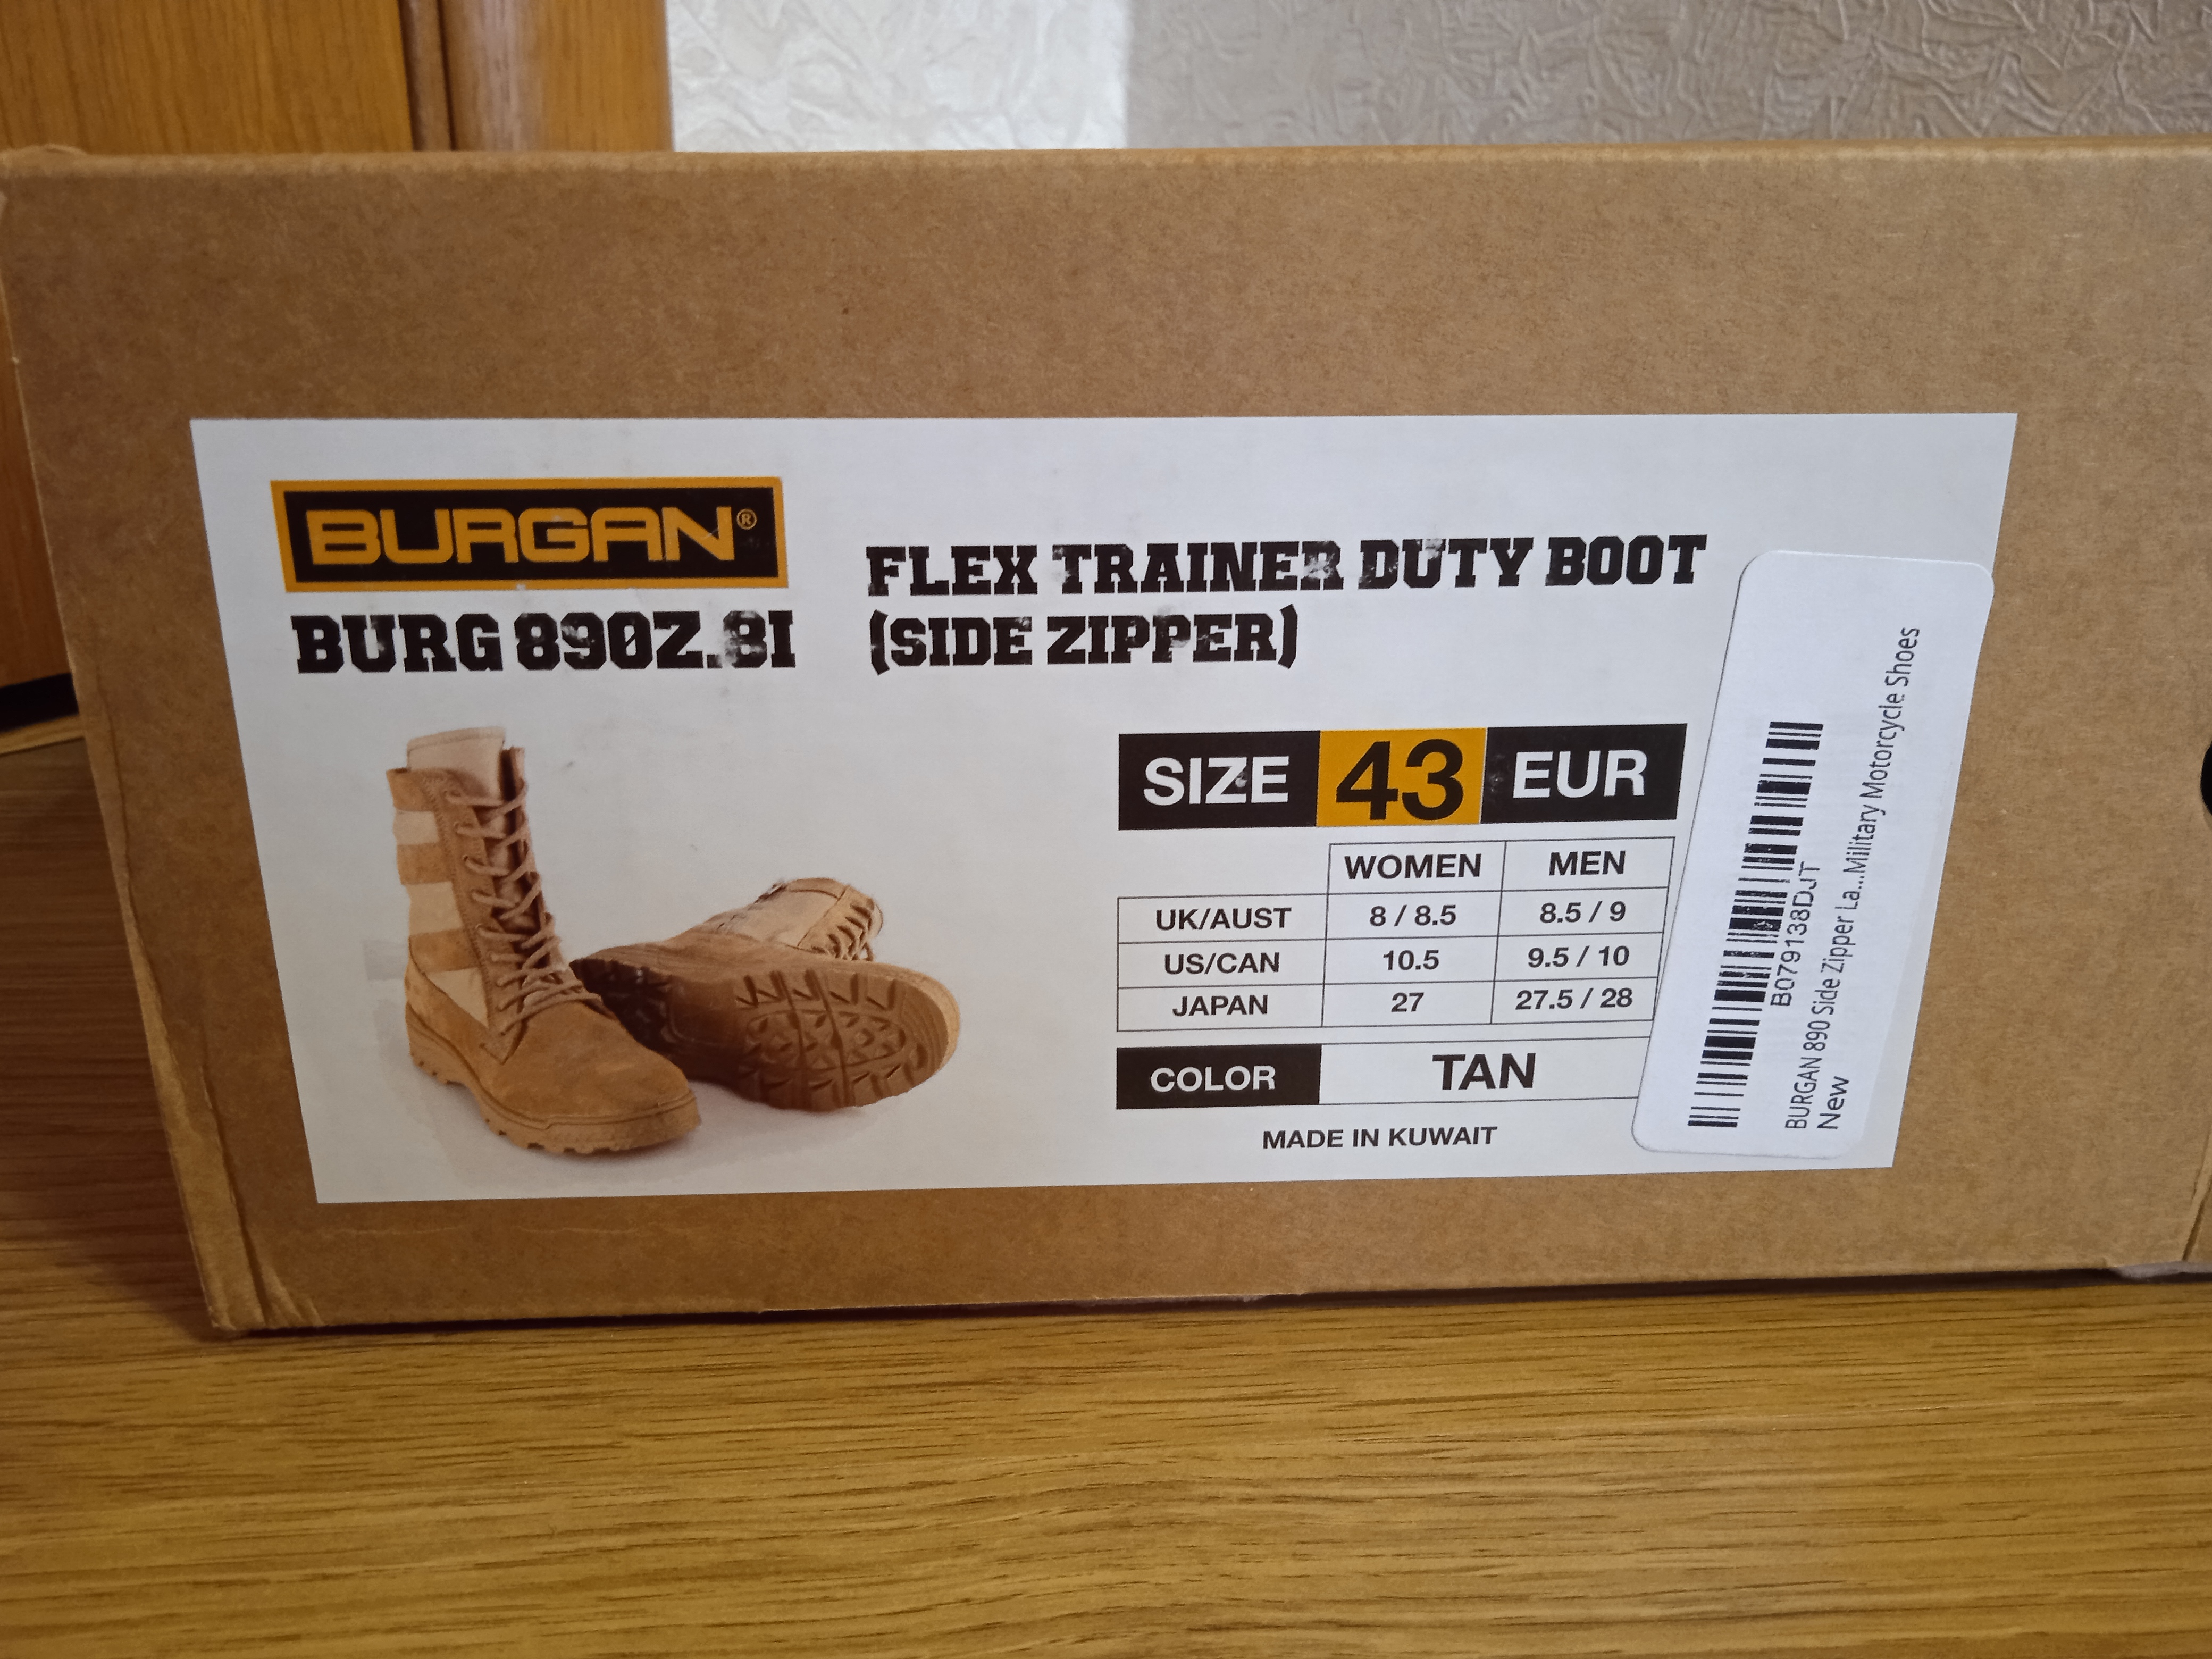 BURGAN®
BURG 890Z.8I
FLEX TRAINER DUTY BOOT
(SIDE ZIPPER)
SIZE 43 EUR
WOMEN MEN
UK/AUST 8 / 8.5 8.5 / 9
US/CAN 10.5 9.5 / 10
JAPAN 27 27.5 / 28
COLOR TAN
MADE IN KUWAIT
B079138DJT
BURGAN 890 Side Zipper La...Military Motorcycle Shoes
New